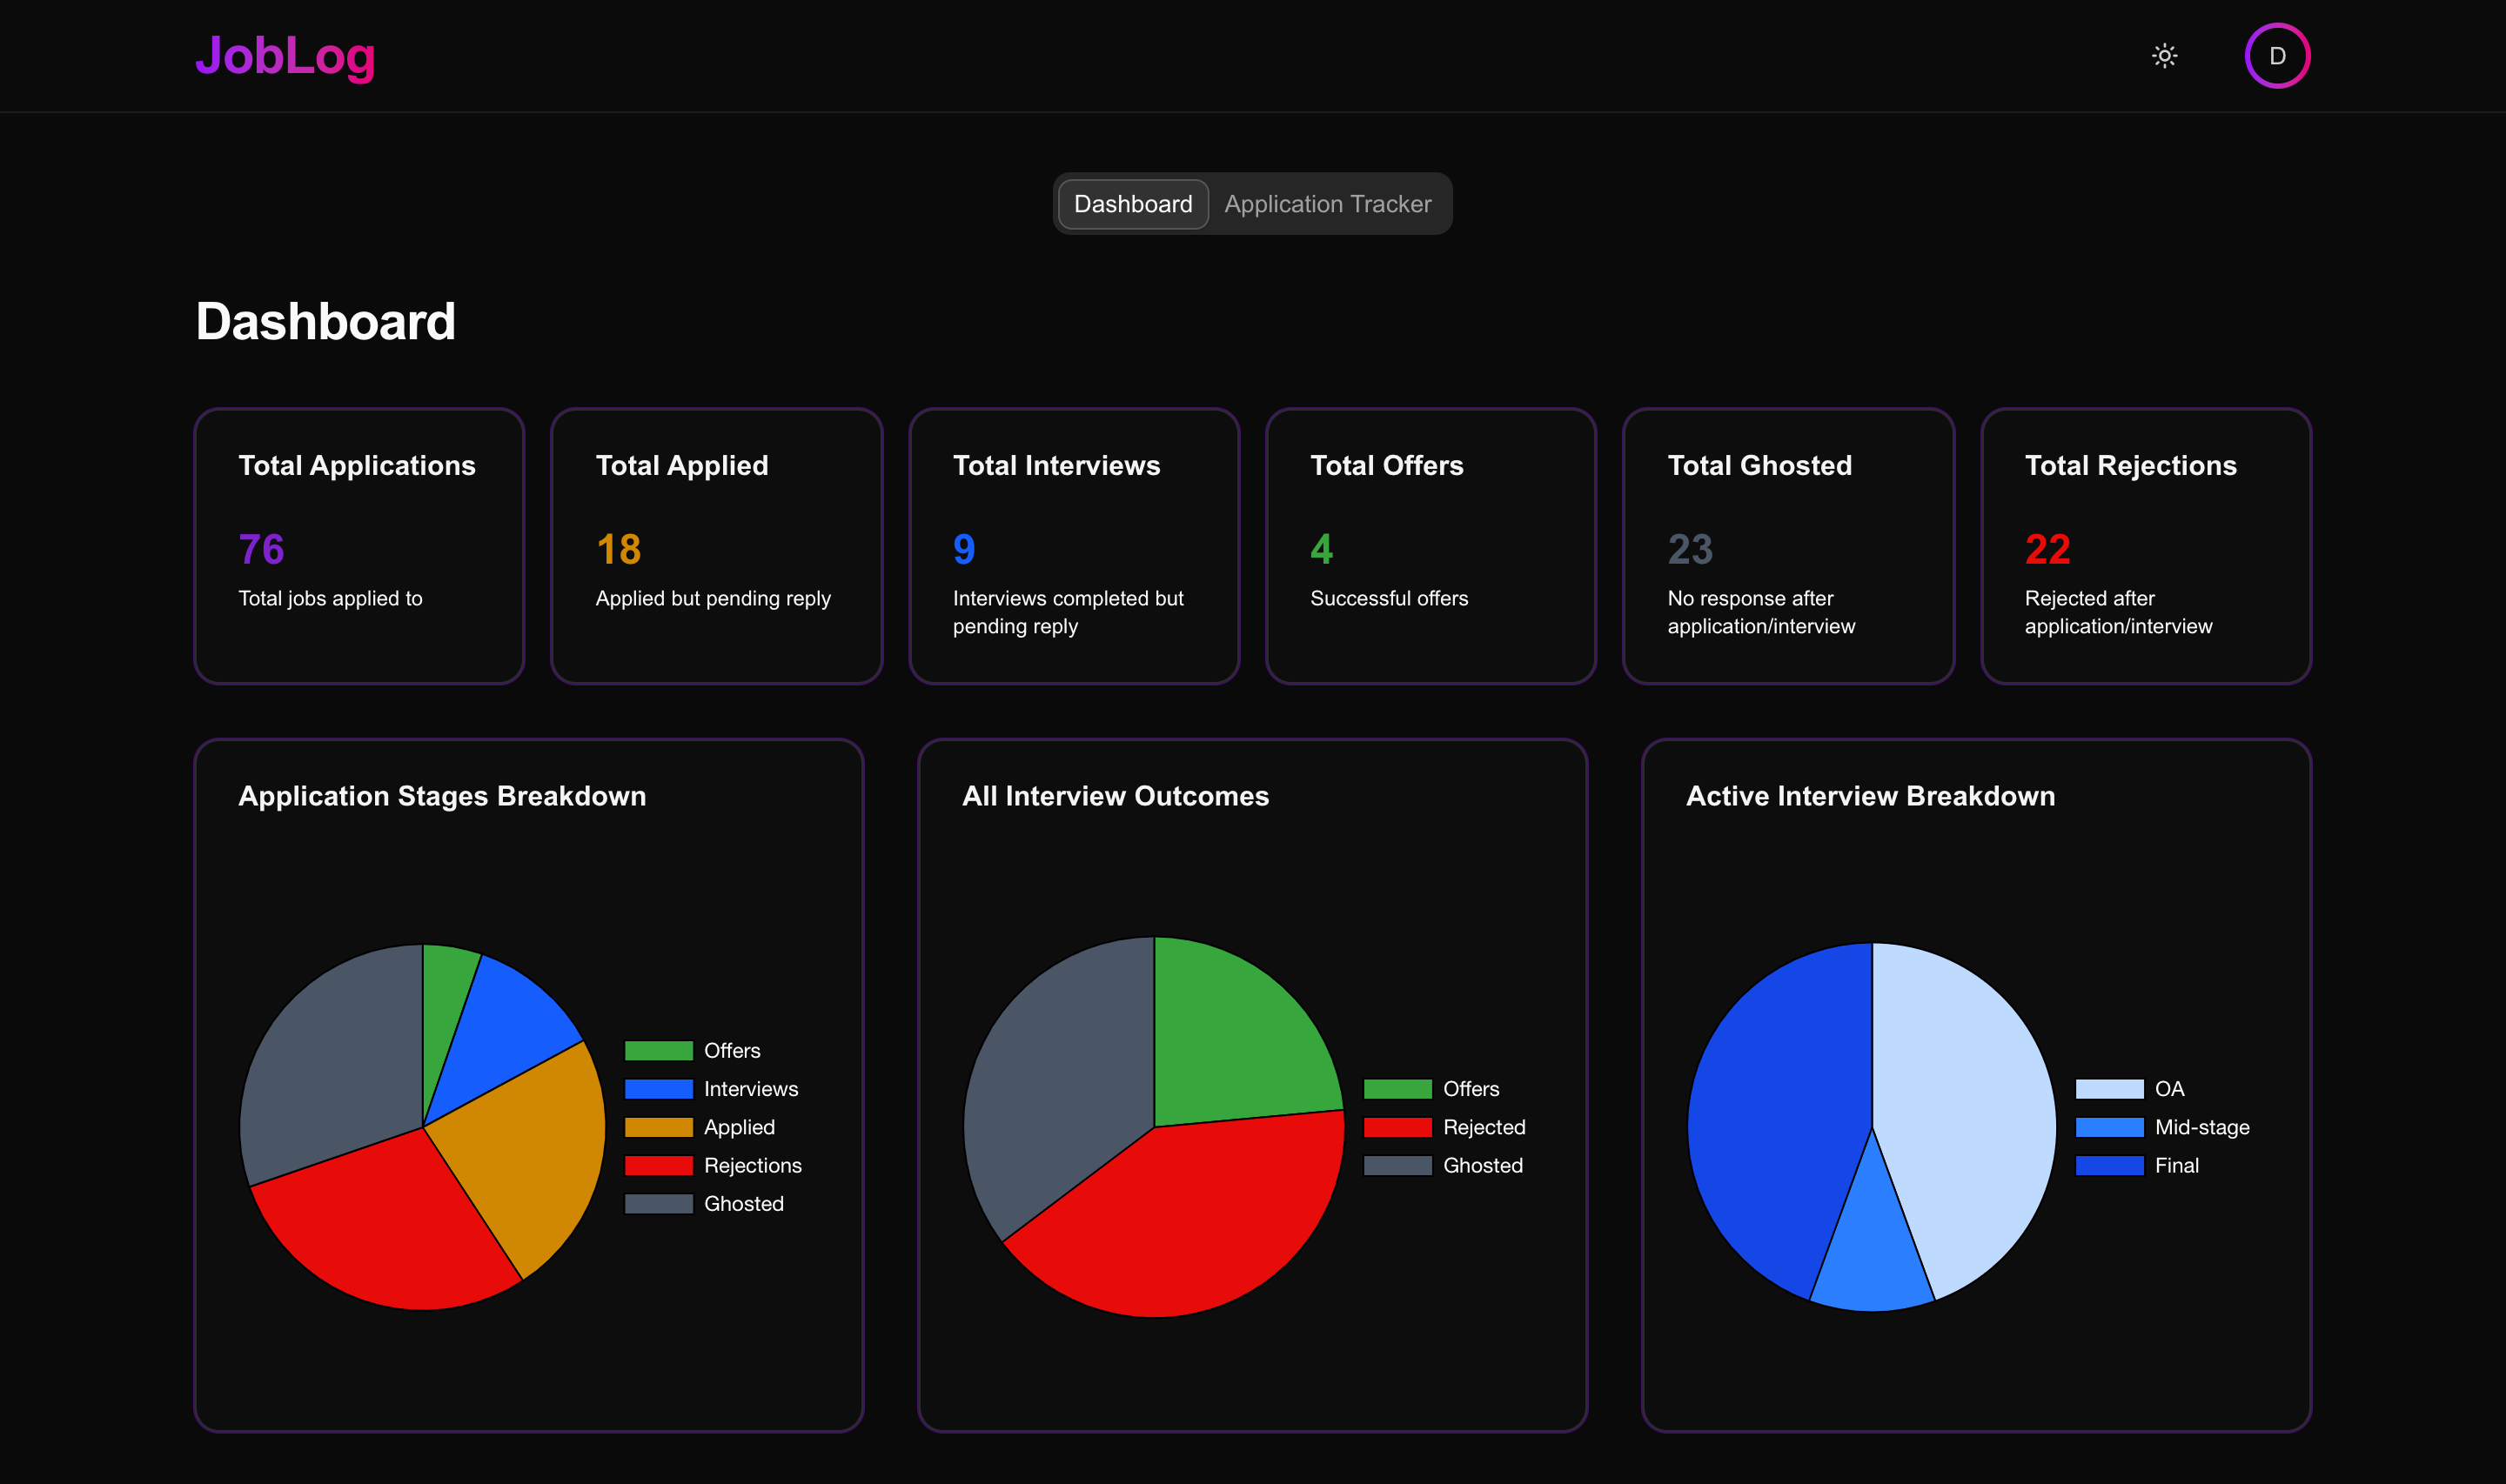 JobLog
D
Dashboard
Application Tracker
Dashboard
Total Applications
76
Total jobs applied to
Total Applied
18
Applied but pending reply
Total Interviews
9
Interviews completed but
pending reply
Total Offers
4
Successful offers
Total Ghosted
23
No response after
application/interview
Total Rejections
22
Rejected after
application/interview
Application Stages Breakdown
Offers
Interviews
Applied
Rejections
Ghosted
All Interview Outcomes
Offers
Rejected
Ghosted
Active Interview Breakdown
OA
Mid-stage
Final